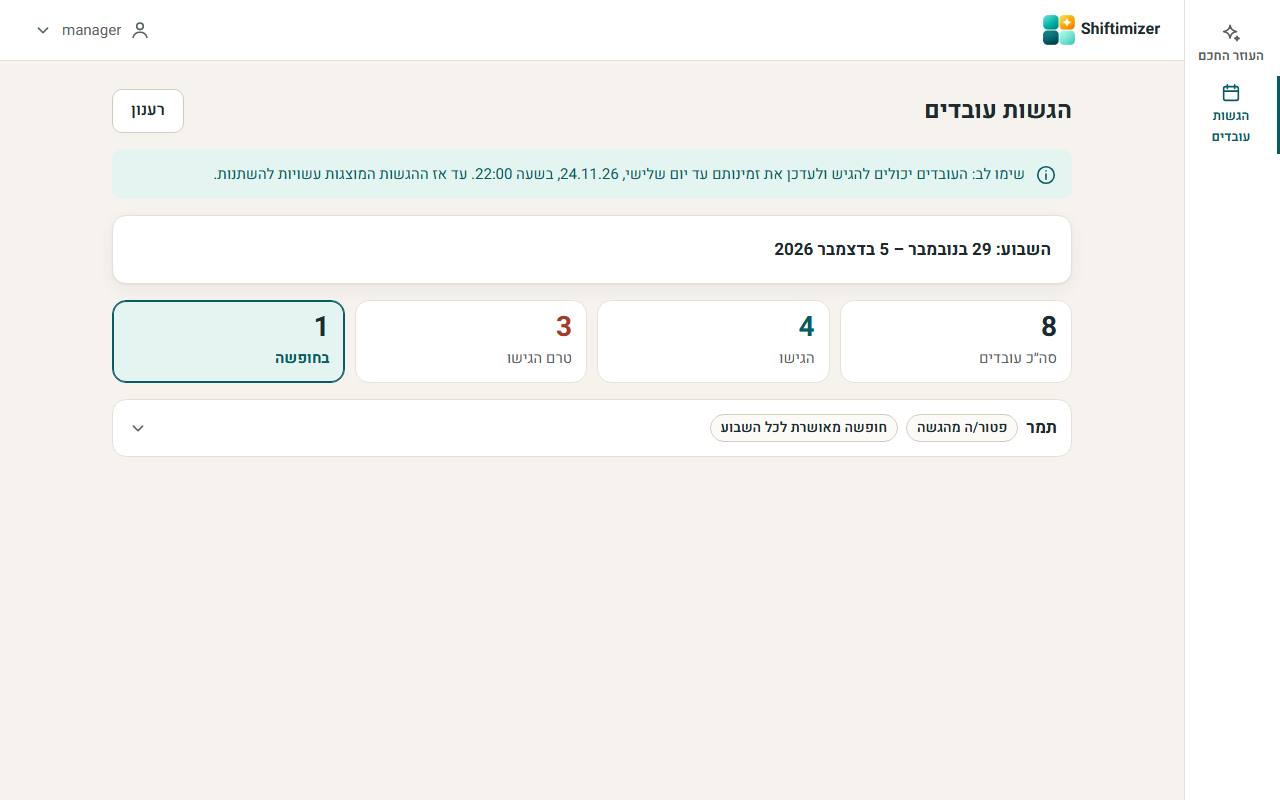 Shiftimizer
manager
העוזר החכם
הגשות
עובדים
הגשות עובדים
רענון
שימו לב: העובדים יכולים להגיש ולעדכן את זמינותם עד יום שלישי, 24.11.26, בשעה 22:00. עד אז ההגשות המוצגות עשויות להשתנות.
השבוע: 29 בנובמבר – 5 בדצמבר 2026
8
סה"כ עובדים
4
הגישו
3
טרם הגישו
1
בחופשה
תמר
פטור/ה מהגשה
חופשה מאושרת לכל השבוע